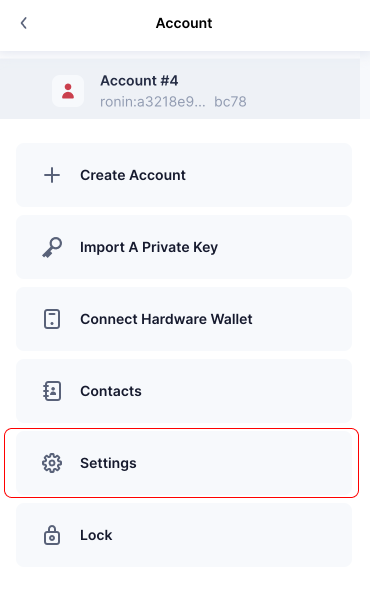 Account
Account #4
ronin:a3218e9... bc78
Create Account
Import A Private Key
Connect Hardware Wallet
Contacts
Settings
Lock